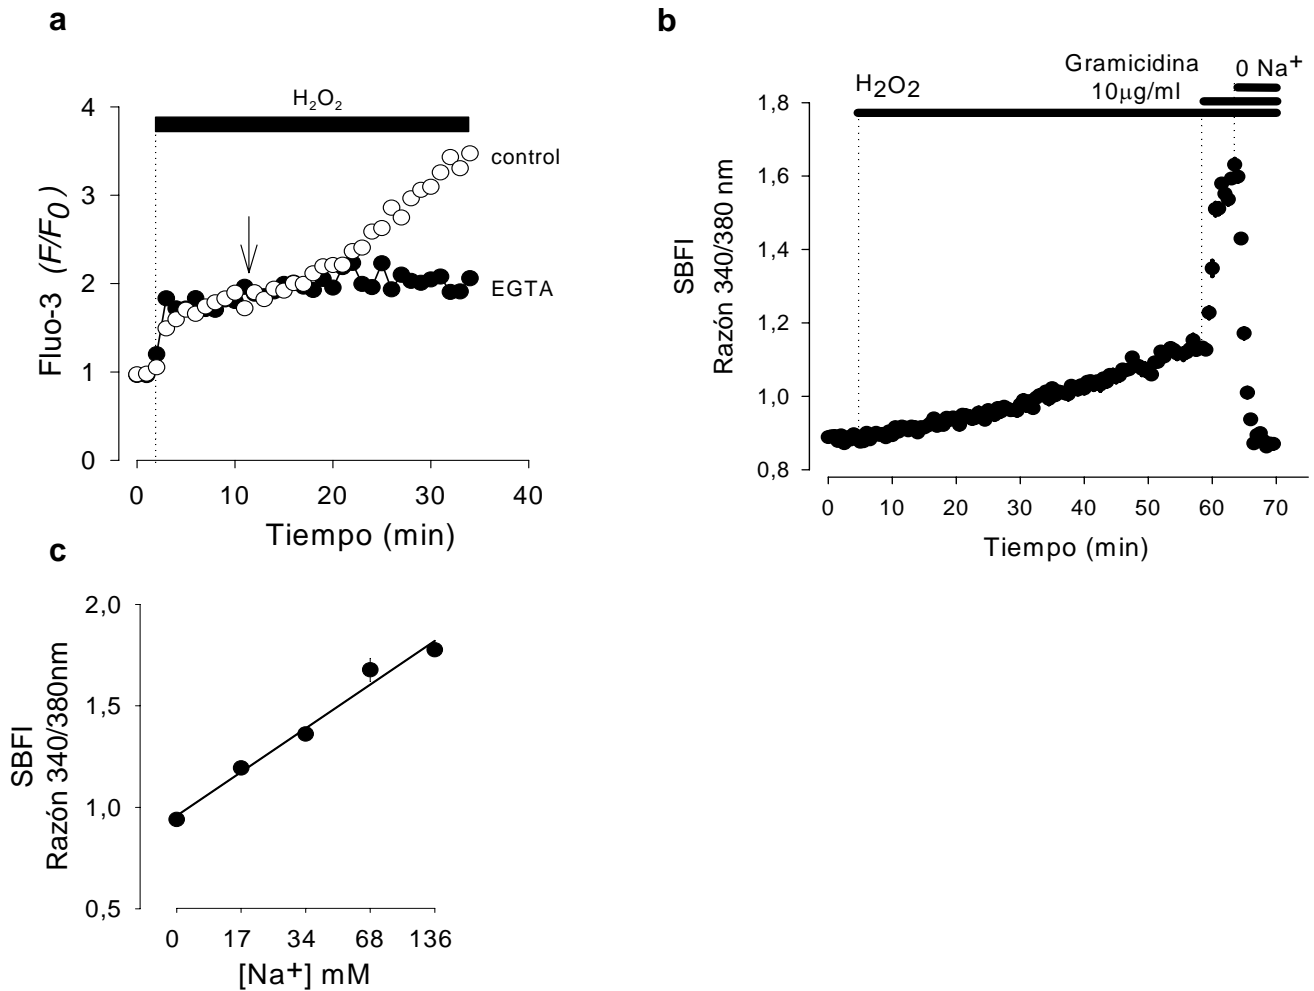 a
H2O2
4
3
2
1
0
control
EGTA
Fluo-3 (F/F0)
0 10 20 30 40
Tiempo (min)
b
H2O2
Gramicidina
10µg/ml
0 Na+
1,8
1,6
1,4
1,2
1,0
0,8
SBFI
Razón 340/380 nm
0 10 20 30 40 50 60 70
Tiempo (min)
c
2,0
1,5
1,0
0,5
SBFI
Razón 340/380nm
0 17 34 68 136
[Na+] mM